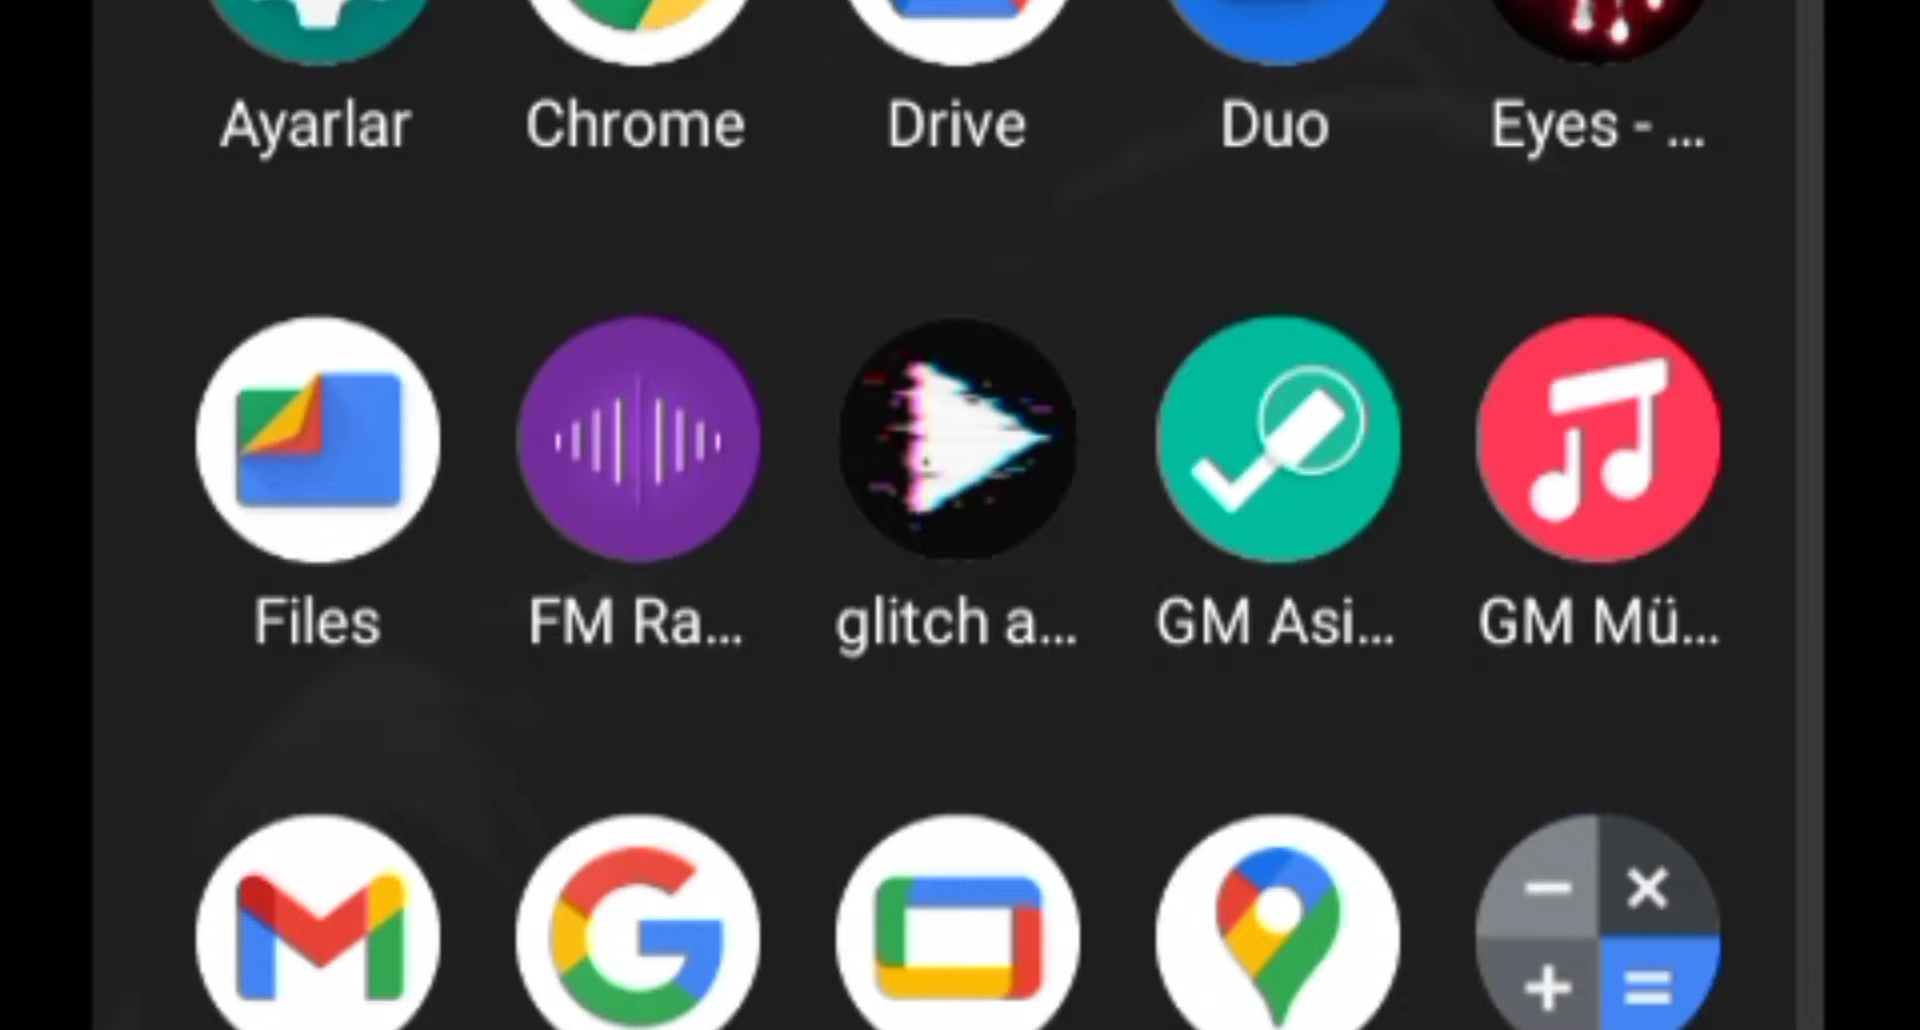 Ayarlar Chrome Drive Duo Eyes - ...
Files FM Ra... glitch a... GM Asi... GM Mü...